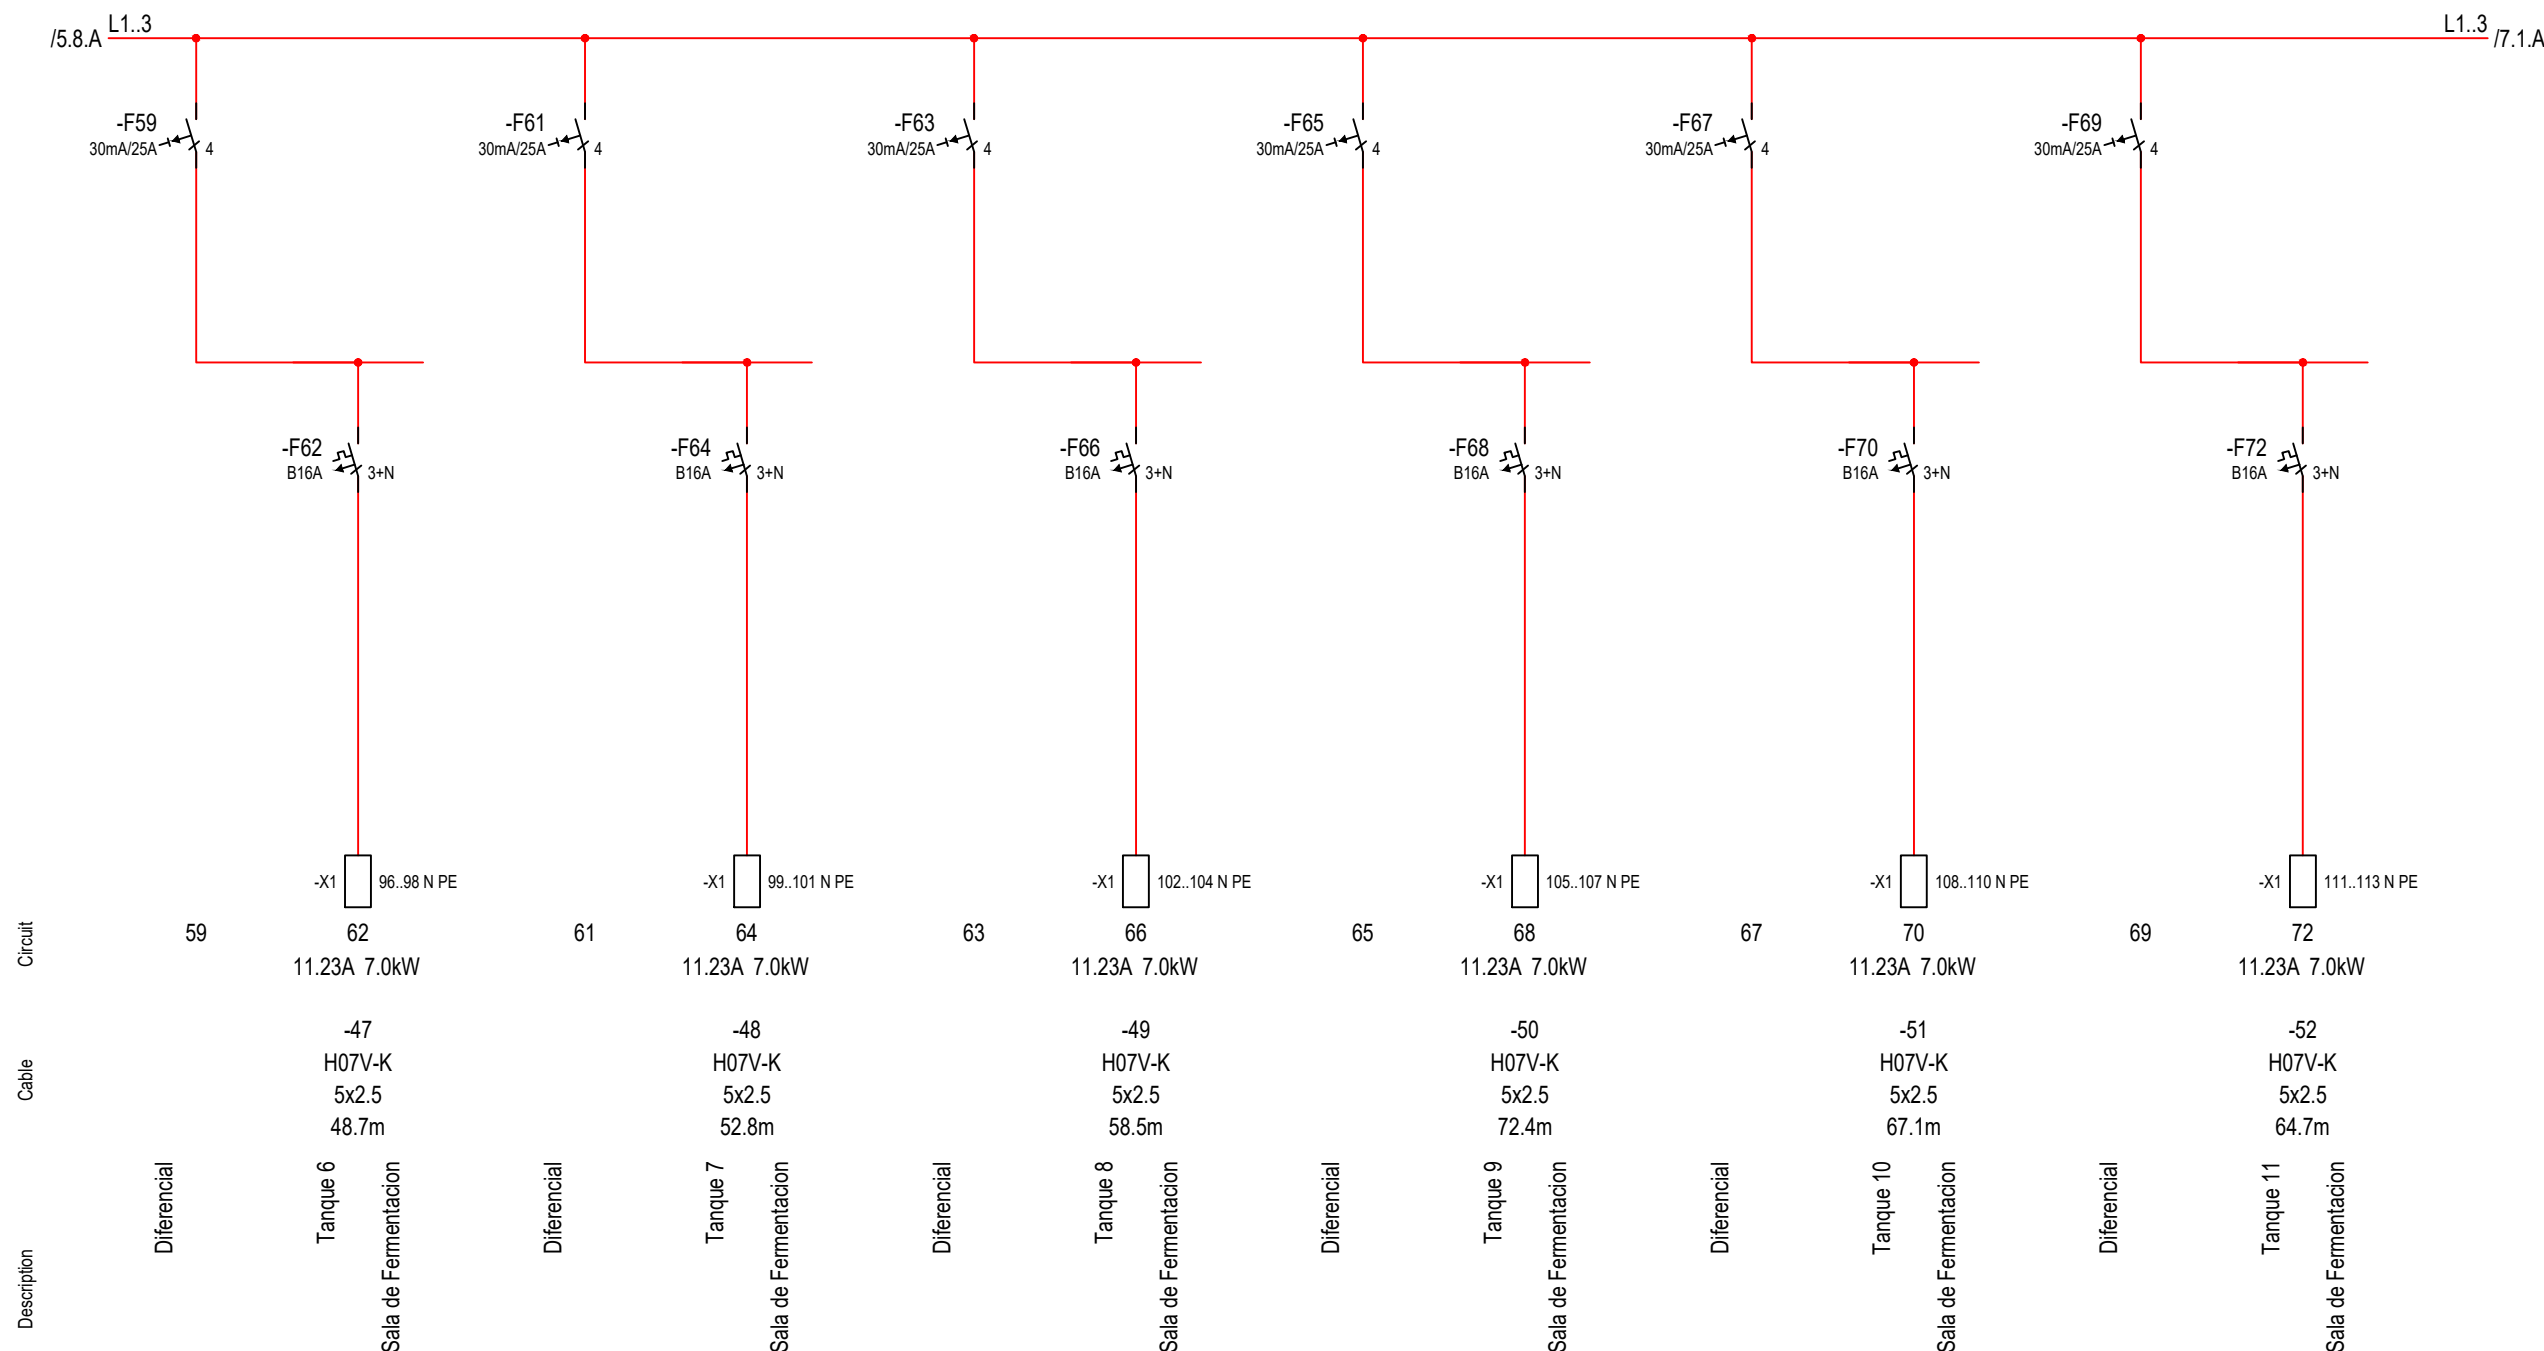 L1..3 L1..3
/5.8.A /7.1.A
-F59 -F61 -F63 -F65 -F67 -F69
30mA/25A 4 30mA/25A 4 30mA/25A 4 30mA/25A 4 30mA/25A 4 30mA/25A 4
-F62 -F64 -F66 -F68 -F70 -F72
B16A 3+N B16A 3+N B16A 3+N B16A 3+N B16A 3+N B16A 3+N
-X1 96..98 N PE -X1 99..101 N PE -X1 102..104 N PE -X1 105..107 N PE -X1 108..110 N PE -X1 111..113 N PE
Circuit 59 62 61 64 63 66 65 68 67 70 69 72
11.23A 7.0kW 11.23A 7.0kW 11.23A 7.0kW 11.23A 7.0kW 11.23A 7.0kW 11.23A 7.0kW
-47 -48 -49 -50 -51 -52
Cable H07V-K H07V-K H07V-K H07V-K H07V-K H07V-K
5x2.5 5x2.5 5x2.5 5x2.5 5x2.5 5x2.5
48.7m 52.8m 58.5m 72.4m 67.1m 64.7m
Description
Diferencial
Tanque 6
Sala de Fermentacion
Diferencial
Tanque 7
Sala de Fermentacion
Diferencial
Tanque 8
Sala de Fermentacion
Diferencial
Tanque 9
Sala de Fermentacion
Diferencial
Tanque 10
Sala de Fermentacion
Diferencial
Tanque 11
Sala de Fermentacion